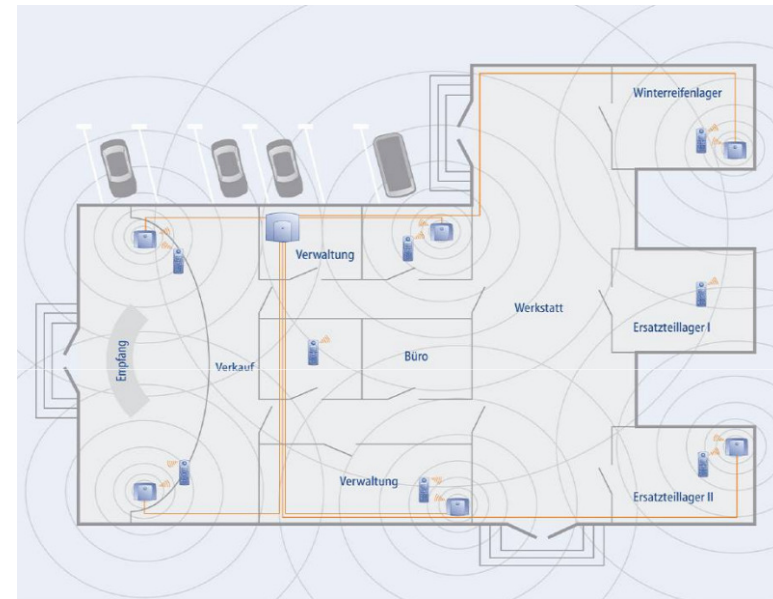 Winterreifenlager
Verwaltung
Werkstatt
Ersatzteillager I
Empfang
Verkauf
Büro
Verwaltung
Ersatzteillager II